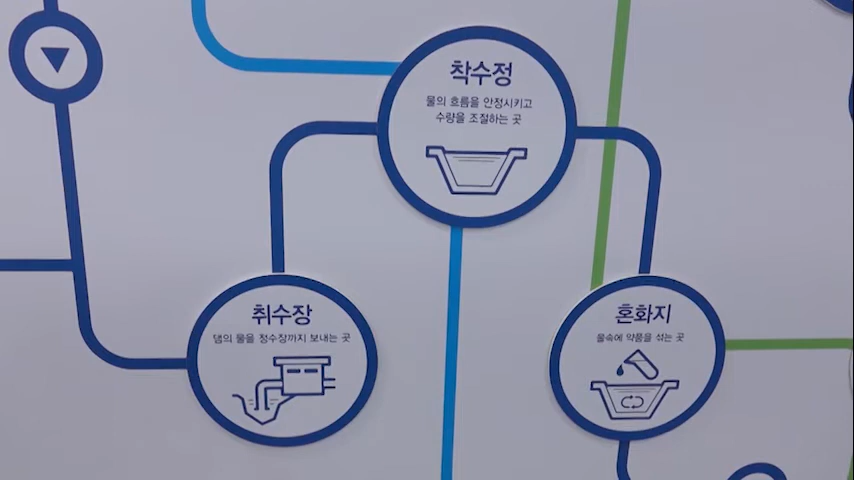 착수정
물의 흐름을 안정시키고
수량을 조절하는 곳
취수장
댐의 물을 정수장까지 보내는 곳
혼화지
물속에 약품을 섞는 곳